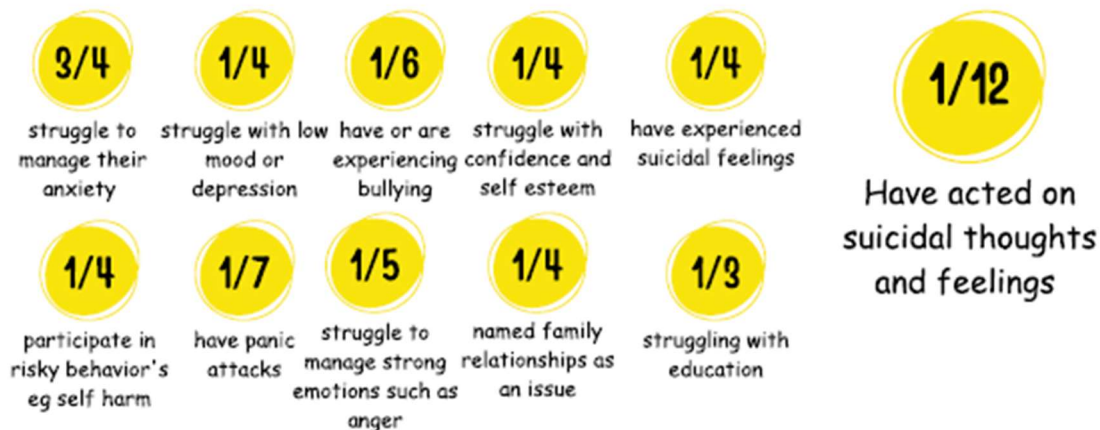 3/4
struggle to
manage their
anxiety
1/4
struggle with low
mood or
depression
1/6
have or are
experiencing
bullying
1/4
struggle with
confidence and
self esteem
1/4
have experienced
suicidal feelings
1/12
Have acted on
suicidal thoughts
and feelings
1/4
participate in
risky behavior's
eg self harm
1/7
have panic
attacks
1/5
struggle to
manage strong
emotions such as
anger
1/4
named family
relationships as
an issue
1/3
struggling with
education